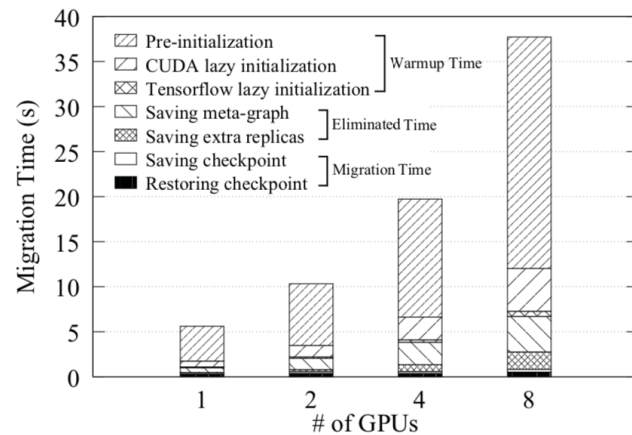 40
35
30
25
20
15
10
5
0
Migration Time (s)
Pre-initialization
CUDA lazy initialization
Tensorflow lazy initialization
Warmup Time
Saving meta-graph
Saving extra replicas
Eliminated Time
Saving checkpoint
Restoring checkpoint
Migration Time
1 2 4 8
# of GPUs